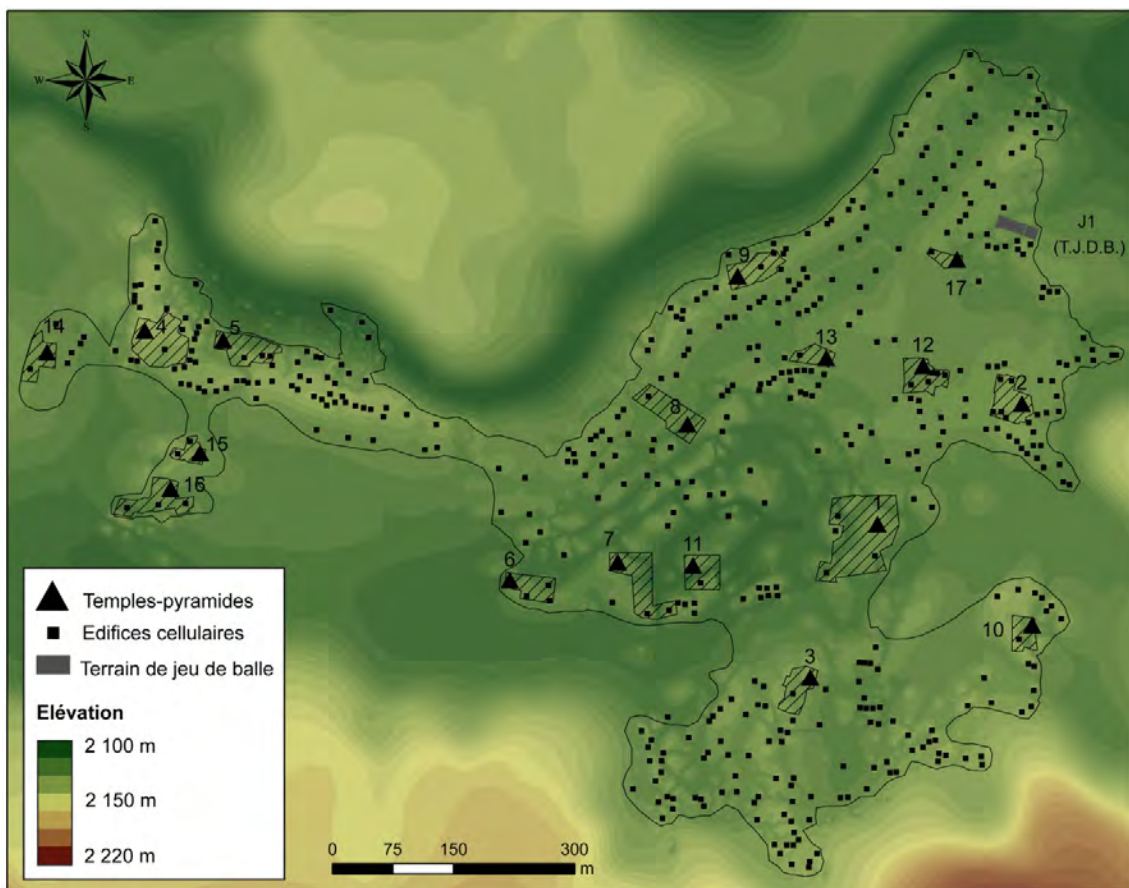 N
W E
S
J1
(T.J.D.B.)
9
17
14
4
5
13
12
2
8
15
16
1
7
11
6
10
3
Temples-pyramides
Edifices cellulaires
Terrain de jeu de balle
Elévation
2 100 m
2 150 m
2 220 m
0 75 150 300
m